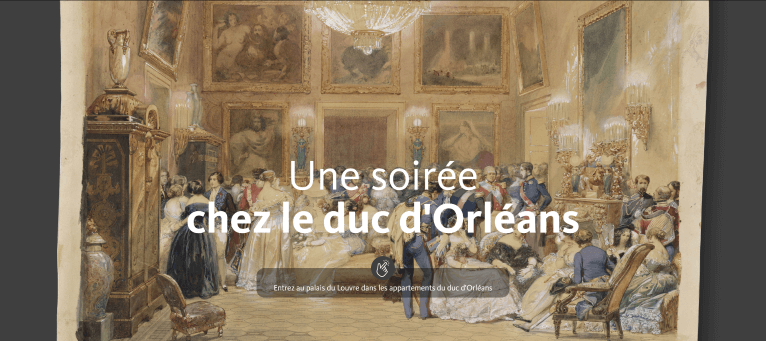 Une soirée
chez le duc d'Orléans
Entrez au palais du Louvre dans les appartements du duc d'Orléans